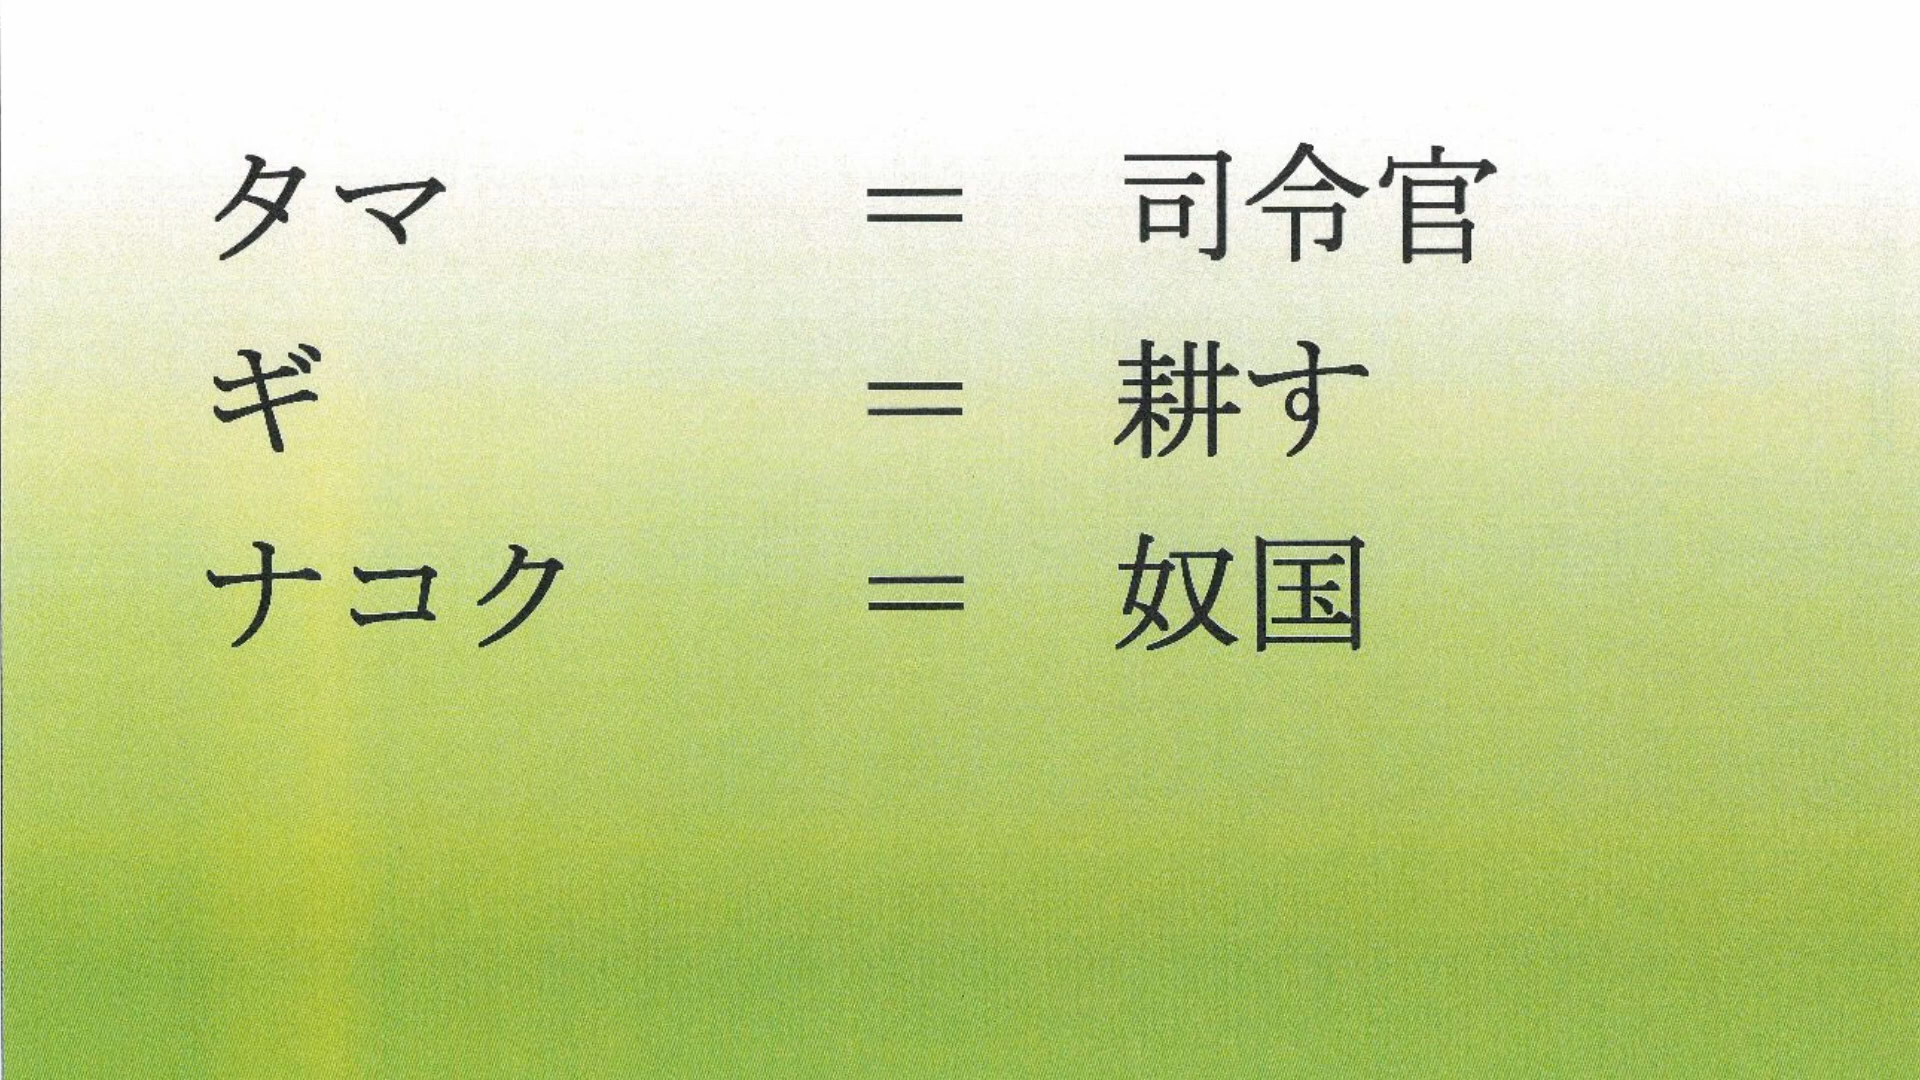 タマ ＝ 司令官
ギ ＝ 耕す
ナコク ＝ 奴国